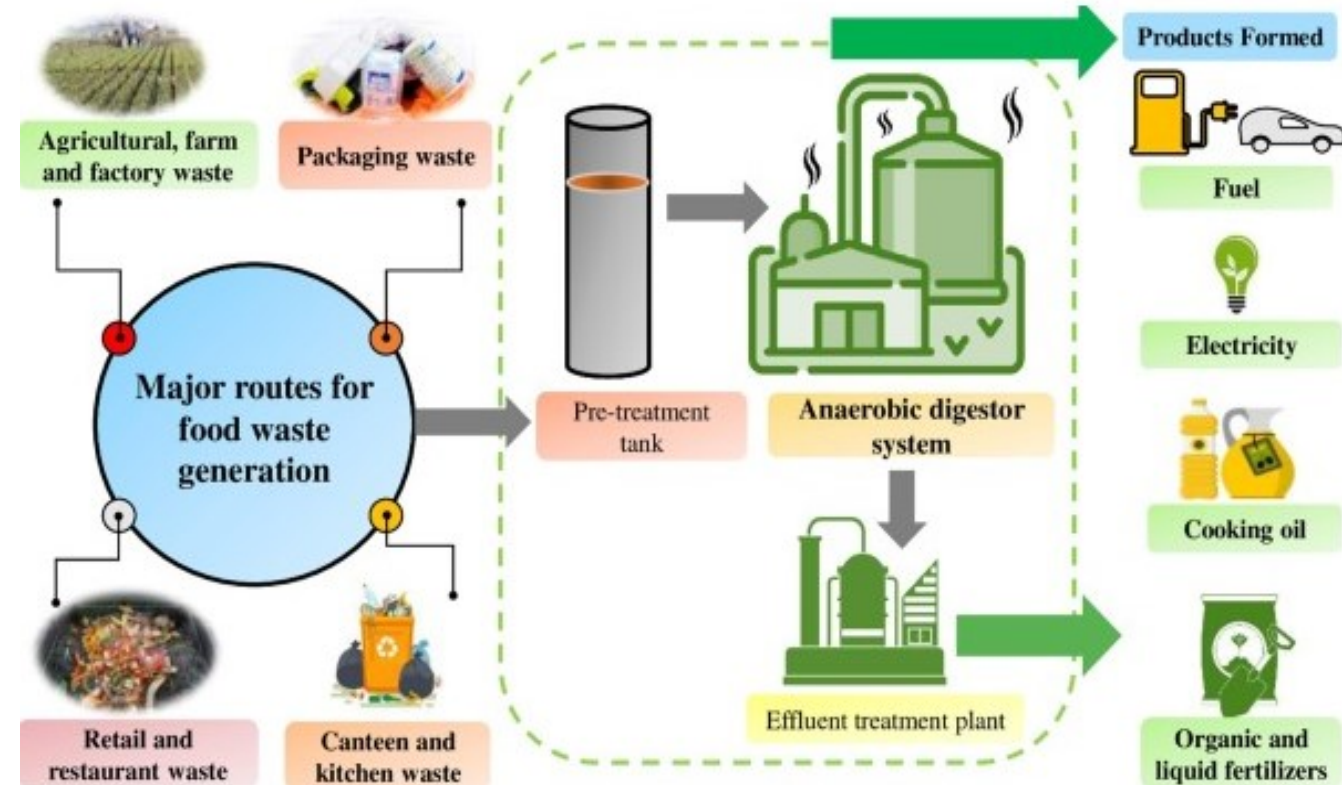 Agricultural, farm
and factory waste
Packaging waste
Major routes for
food waste
generation
Retail and
restaurant waste
Canteen and
kitchen waste
Pre-treatment
tank
Anaerobic digestor
system
Effluent treatment plant
Products Formed
Fuel
Electricity
Cooking oil
Organic and
liquid fertilizers